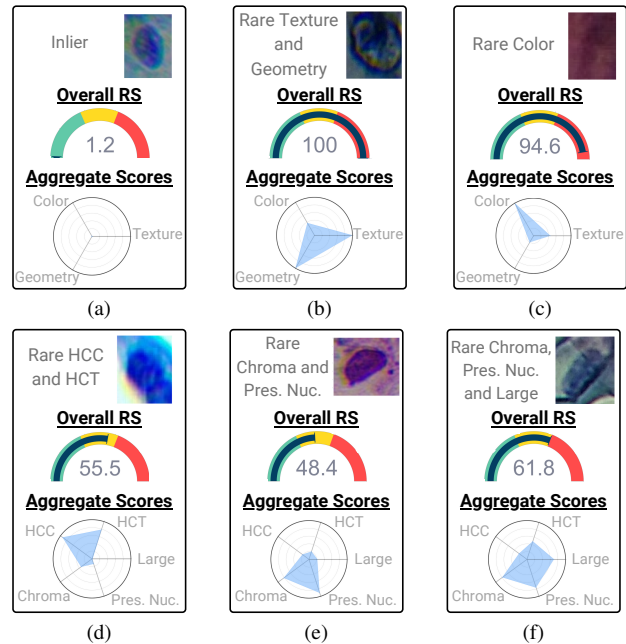 Inlier
Overall RS
1.2
Aggregate Scores
Color
Texture
Geometry
(a)
Rare Texture
and
Geometry
Overall RS
100
Aggregate Scores
Color
Texture
Geometry
(b)
Rare Color
Overall RS
94.6
Aggregate Scores
Color
Texture
Geometry
(c)
Rare HCC
and HCT
Overall RS
55.5
Aggregate Scores
HCC
HCT
Large
Chroma
Pres. Nuc.
(d)
Rare
Chroma and
Pres. Nuc.
Overall RS
48.4
Aggregate Scores
HCC
HCT
Large
Chroma
Pres. Nuc.
(e)
Rare Chroma,
Pres. Nuc.
and Large
Overall RS
61.8
Aggregate Scores
HCC
HCT
Large
Chroma
Pres. Nuc.
(f)